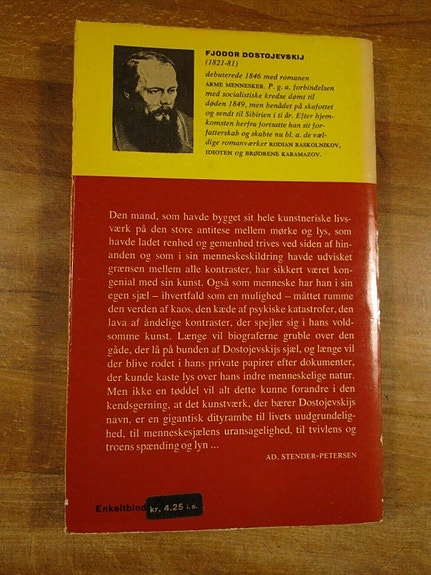 FJODOR DOSTOJEVSKIJ
(1821-81)
debuterede 1846 med romanen
ARME MENNESKER. P. g. a. forbindelsen
med socialistiske kredse dømt til
døden 1849, men benådet på skafottet
og sendt til Sibirien i ti år. Efter hjem-
komsten herfra fortsatte han sit for-
fatterskab og skabte nu bl. a. de væl-
dige romanværker RODIAN RASKOLNIKOV,
IDIOTEN og BRØDRENE KARAMAZOV.
Den mand, som havde bygget sit hele kunstneriske livs-
værk på den store antitese mellem mørke og lys, som
havde ladet renhed og gemenhed trives ved siden af hin-
anden og som i sin menneskeskildring havde udvisket
grænsen mellem alle kontraster, har sikkert været kon-
genial med sin kunst. Også som menneske har han i sin
egen sjæl – ihvertfald som en mulighed – måttet rumme
den verden af kaos, den kæde af psykiske katastrofer, den
lava af åndelige kontraster, der spejler sig i hans vold-
somme kunst. Længe vil biograferne gruble over den
gåde, der lå på bunden af Dostojevskijs sjæl, og længe vil
der blive rodet i hans private papirer efter dokumenter,
der kunde kaste lys over hans indre menneskelige natur.
Men ikke en tøddel vil alt dette kunne forandre i den
kendsgerning, at det kunstværk, der bærer Dostojevskijs
navn, er en gigantisk dityrambe til livets uudgrundelig-
hed, til menneskesjælens uransagelighed, til tvivlens og
troens spænding og lyn ...
AD. STENDER-PETERSEN
Enkeltbind kr. 4.25 i.o.